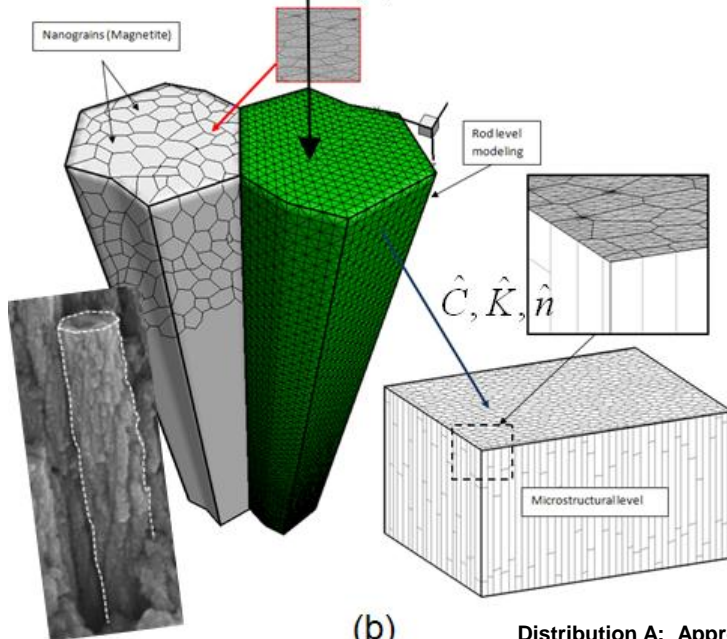 Nanograins (Magnetite)
Rod level
modeling
Ĉ, K̂, n̂
Microstructural level
(b)
Distribution A: Appr